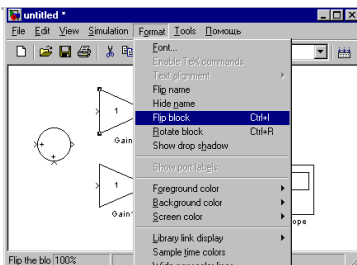 untitled *
File Edit View Simulation Format Tools Помощь
Font...
Enable TeX commands
Text alignment
Flip name
Hide name
Flip block Ctrl+I
Rotate block Ctrl+R
Show drop shadow
Show port labels
Foreground color
Background color
Screen color
Library link display
Sample time colors
1
Gain
1
Gain
ope
Flip the blo 100%